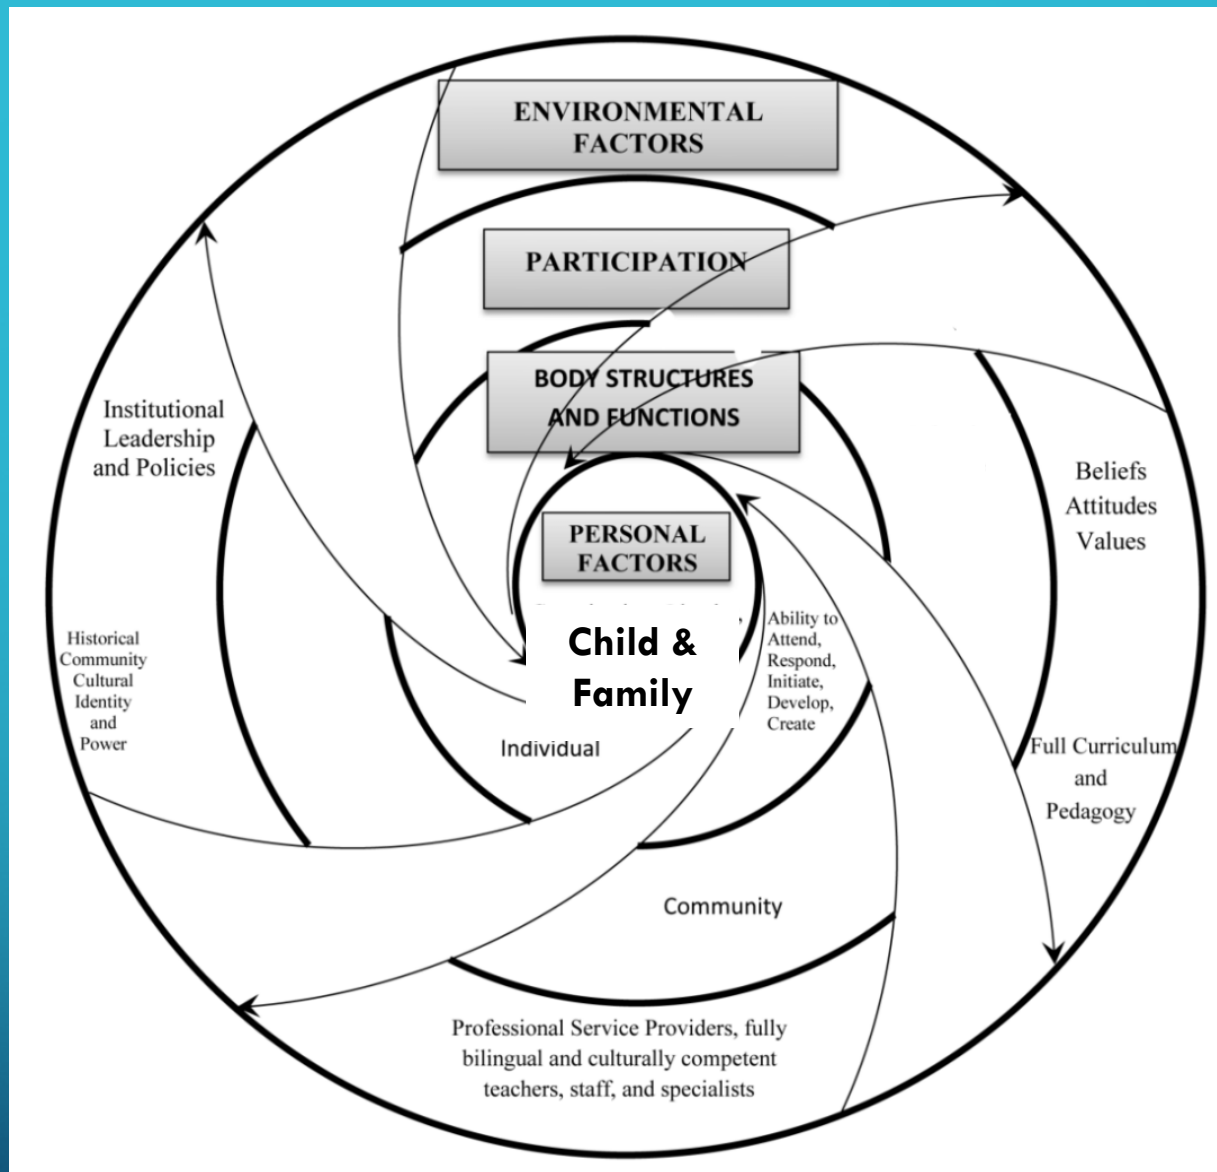 ENVIRONMENTAL
FACTORS
PARTICIPATION
BODY STRUCTURES
AND FUNCTIONS
Institutional
Leadership
and Policies
Beliefs
Attitudes
Values
PERSONAL
FACTORS
Child &
Family
Ability to
Attend,
Respond,
Initiate,
Develop,
Create
Historical
Community
Cultural
Identity
and
Power
Individual
Full Curriculum
and
Pedagogy
Community
Professional Service Providers, fully
bilingual and culturally competent
teachers, staff, and specialists